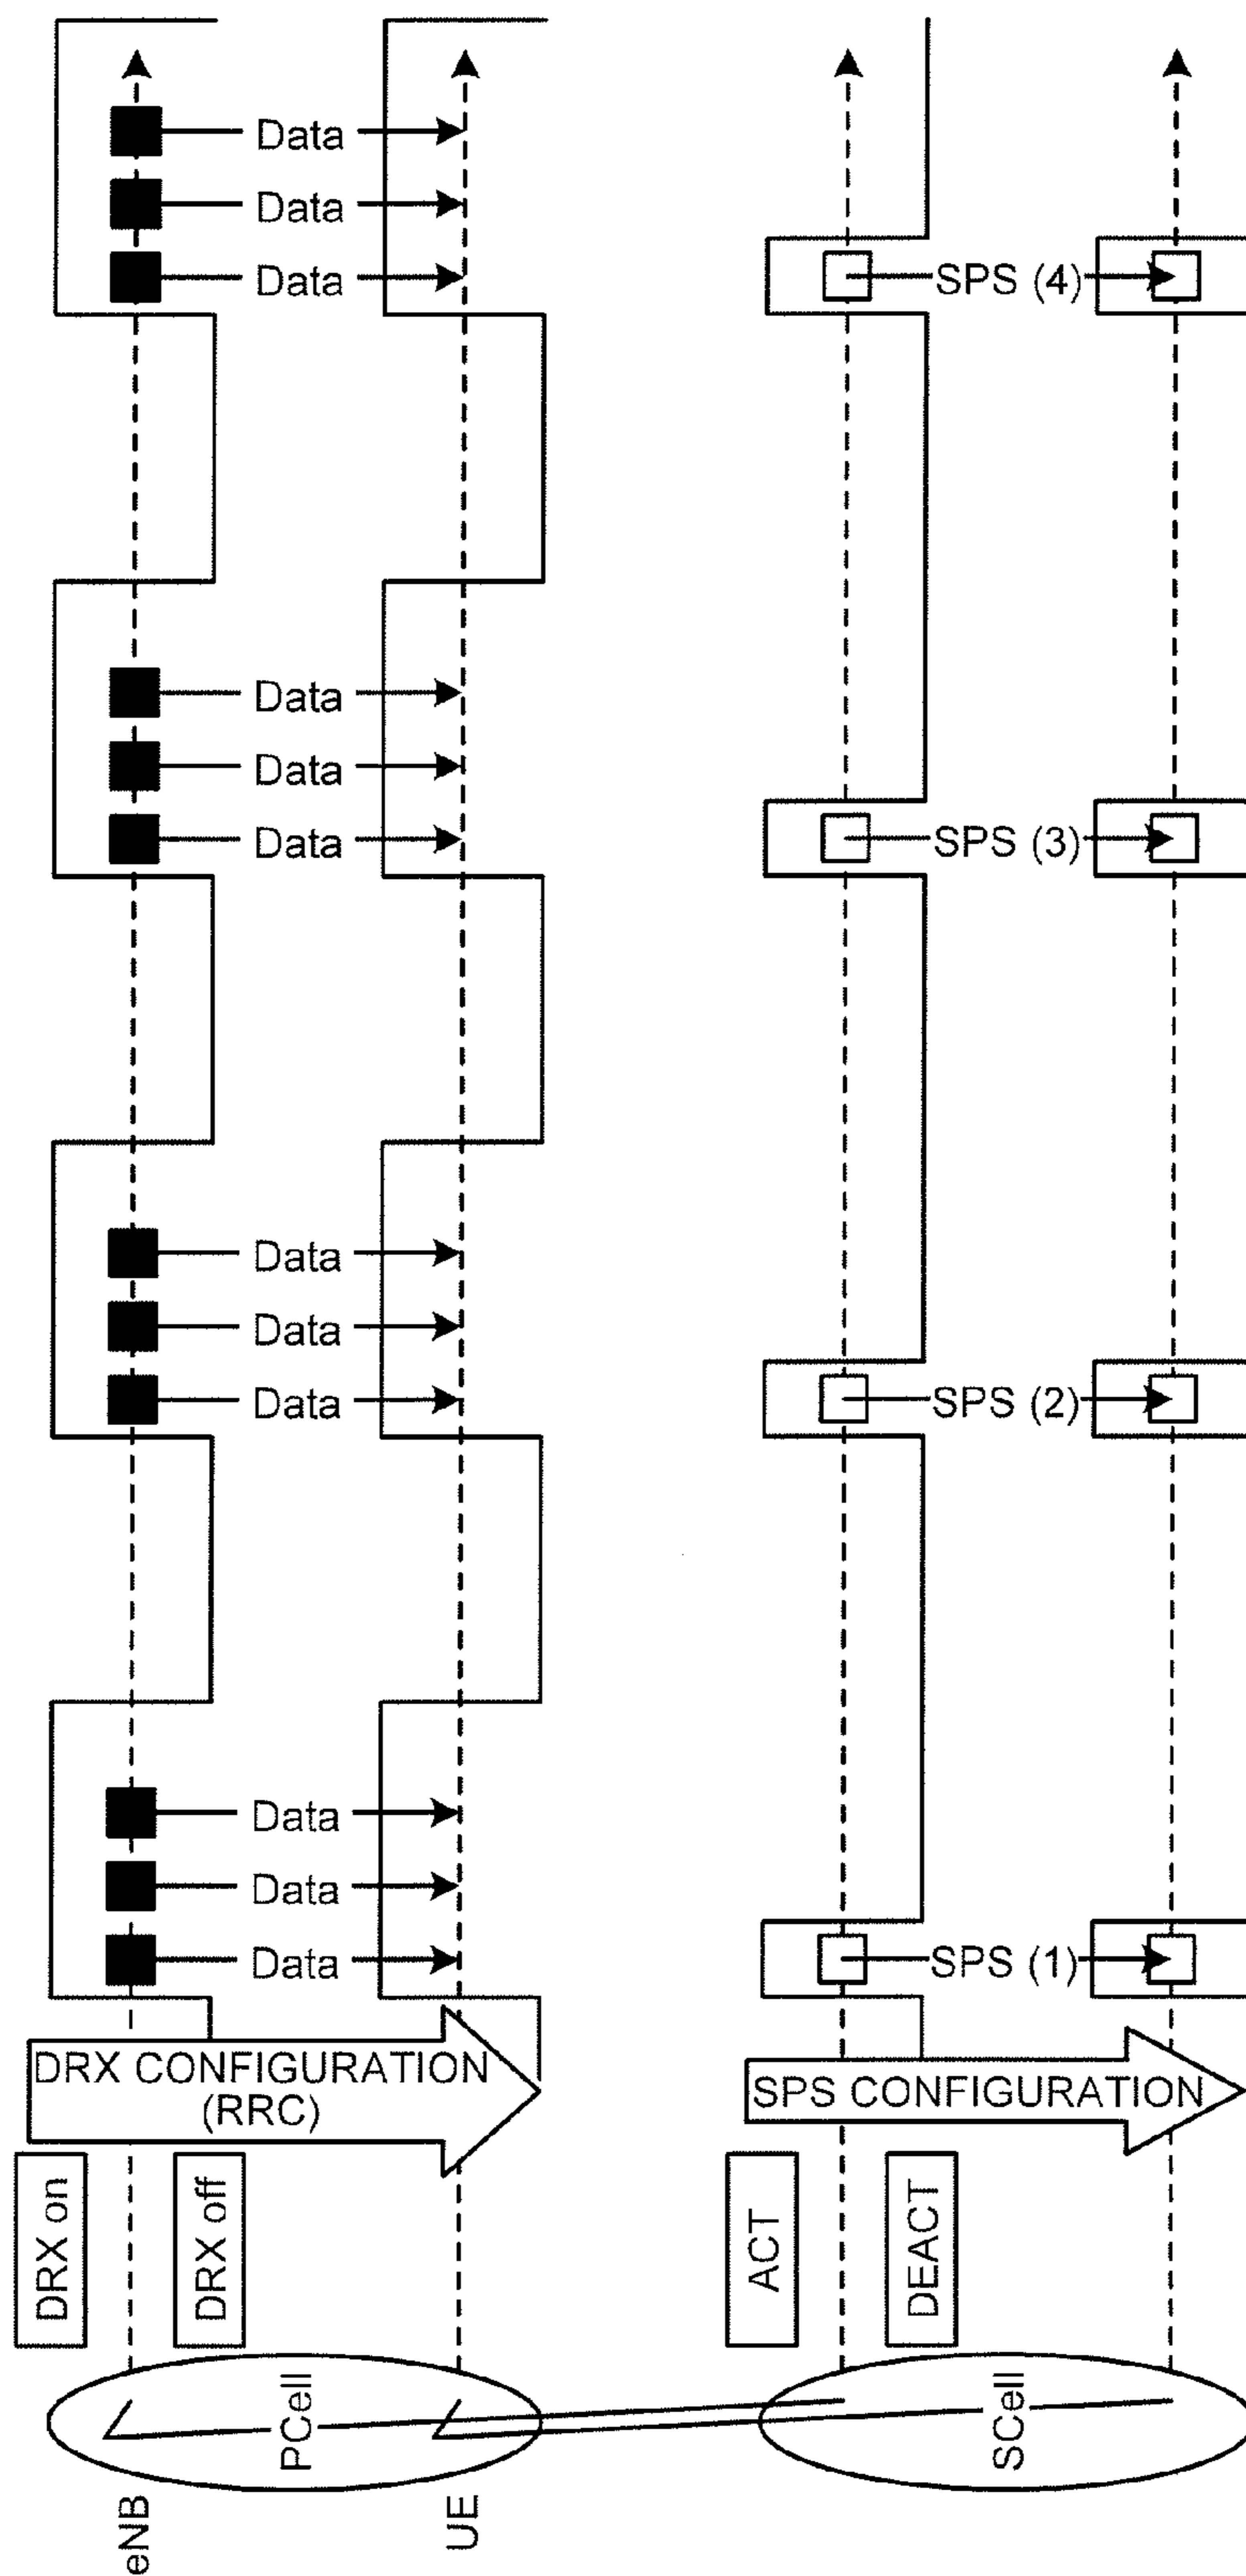 Data
Data
Data
SPS (4)
Data
Data
Data
SPS (3)
Data
Data
Data
SPS (2)
Data
Data
Data
SPS (1)
DRX CONFIGURATION
(RRC)
SPS CONFIGURATION
DRX on
DRX off
ACT
DEACT
PCell
SCell
eNB
UE